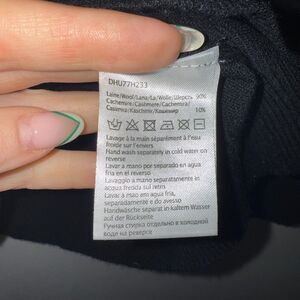 DHU77H233
Laine/Wool/Lana/La/Wolle/Шерсть 90%
Cachemire/Cashmere/Cachemira/
Casimira/Kaschmir/Кашемир 10%
Lavage à la main séparément à l'eau
froide sur l'envers
Hand wash separately in cold water on
reverse
Lavar a mano por separado en agua
fría en el revés
Lavaggio a mano separatamente in
acqua fredda sul retro
Lavar à mão em água fria,
separadamente e do avesso
Handwäsche separat in kaltem Wasser
auf der Rückseite
Ручная стирка отдельно в холодной
воде на реверсе